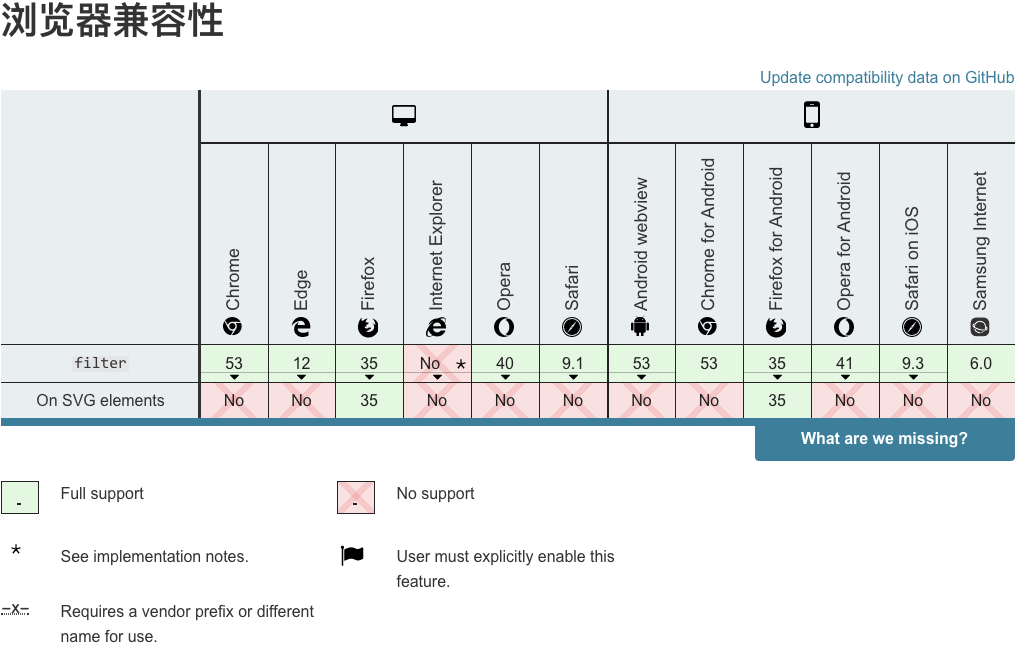 浏览器兼容性
Update compatibility data on GitHub
Chrome
Edge
Firefox
Internet Explorer
Opera
Safari
Android webview
Chrome for Android
Firefox for Android
Opera for Android
Safari on iOS
Samsung Internet
filter 53 12 35 No * 40 9.1 53 53 35 41 9.3 6.0
On SVG elements No No 35 No No No No No 35 No No No
What are we missing?
- Full support - No support
* See implementation notes. User must explicitly enable this
feature.
-x- Requires a vendor prefix or different
name for use.